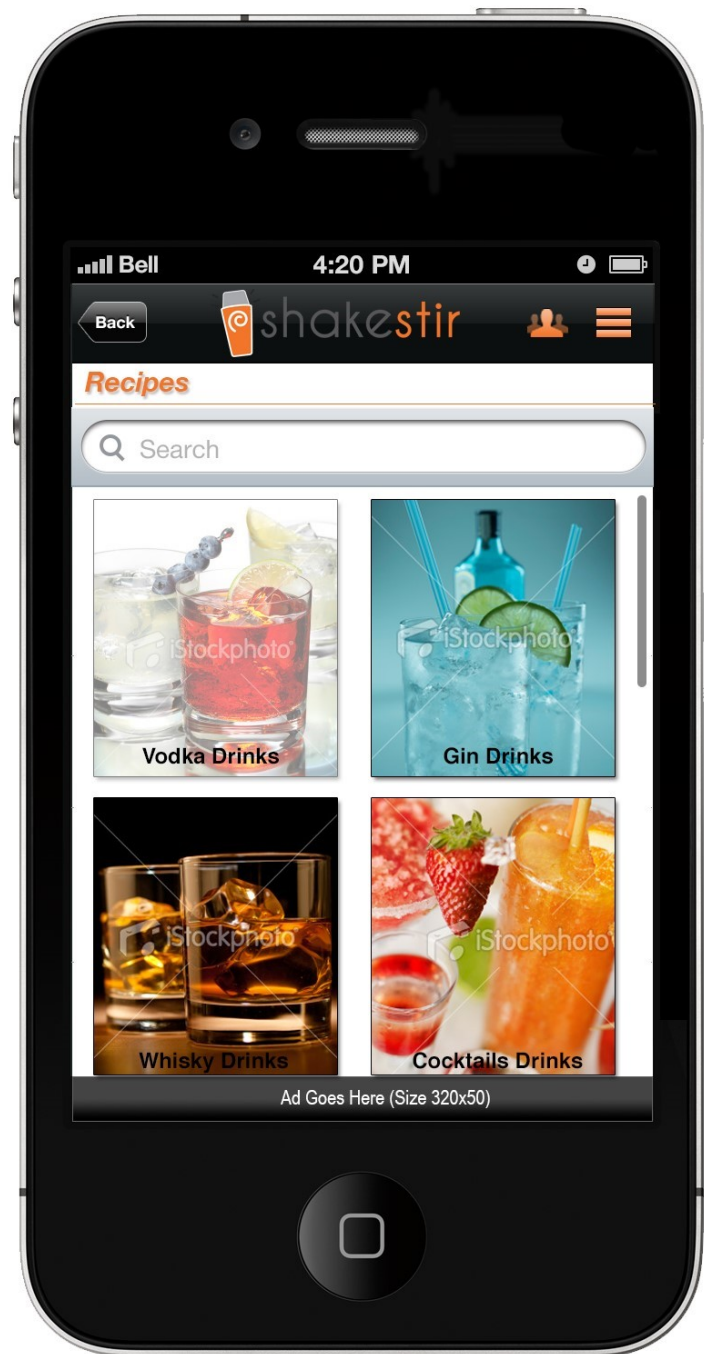 Bell 4:20 PM
Back shakestir
Recipes
Search
iStockphoto iStockphoto
Vodka Drinks Gin Drinks
iStockphoto iStockphoto
Whisky Drinks Cocktails Drinks
Ad Goes Here (Size 320x50)